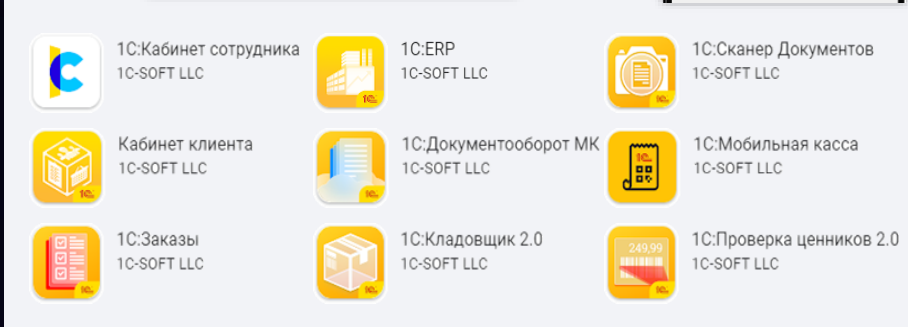 1С:Кабинет сотрудника
1C-SOFT LLC
1С:ERP
1C-SOFT LLC
1С:Сканер Документов
1C-SOFT LLC
Кабинет клиента
1C-SOFT LLC
1С:Документооборот МК
1C-SOFT LLC
1С:Мобильная касса
1C-SOFT LLC
1С:Заказы
1C-SOFT LLC
1С:Кладовщик 2.0
1C-SOFT LLC
249,99
1С:Проверка ценников 2.0
1C-SOFT LLC